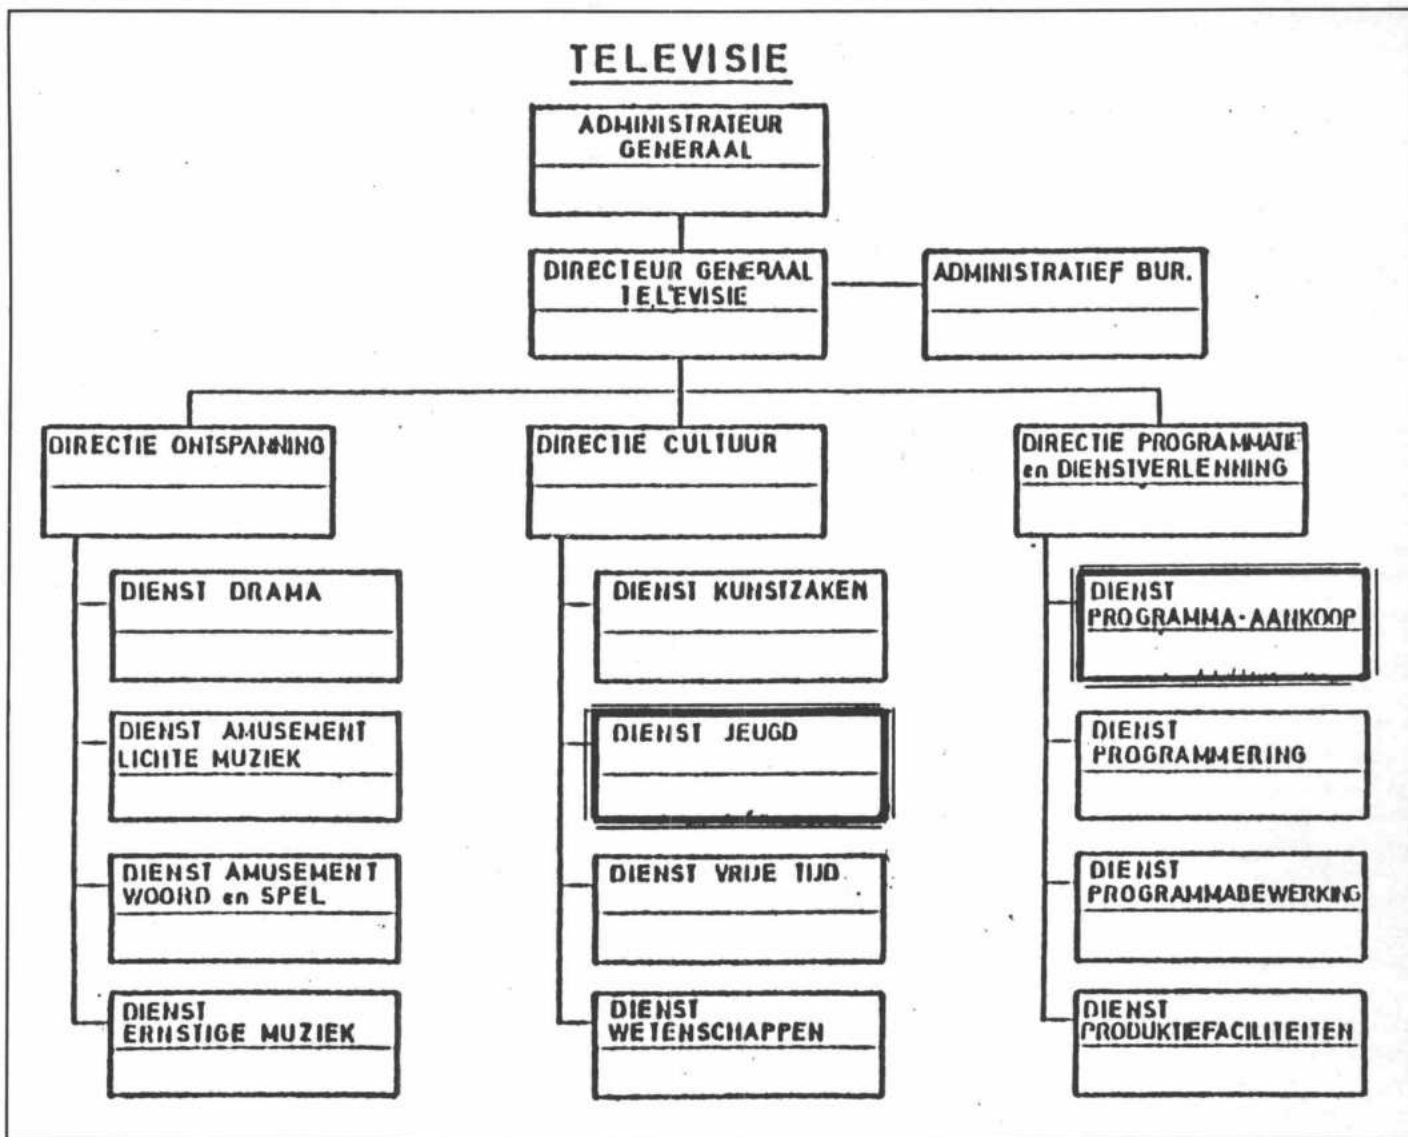 TELEVISIE
ADMINISTRATEUR
GENERAAL
DIRECTEUR GENERAAL
TELEVISIE
ADMINISTRATIEF BUR.
DIRECTIE ONTSPANNING
DIRECTIE CULTUUR
DIRECTIE PROGRAMMATIE
en DIENSTVERLENNING
DIENST DRAMA
DIENST AMUSEMENT
LICHTE MUZIEK
DIENST AMUSEMENT
WOORD en SPEL
DIENST
ERNSTIGE MUZIEK
DIENST KUNSTZAKEN
DIENST JEUGD
DIENST VRIJE TIJD
DIENST
WETENSCHAPPEN
DIENST
PROGRAMMA-AANKOOP
DIENST
PROGRAMMERING
DIENST
PROGRAMMABEWERKING
DIENST
PRODUKTIEFACILITEITEN